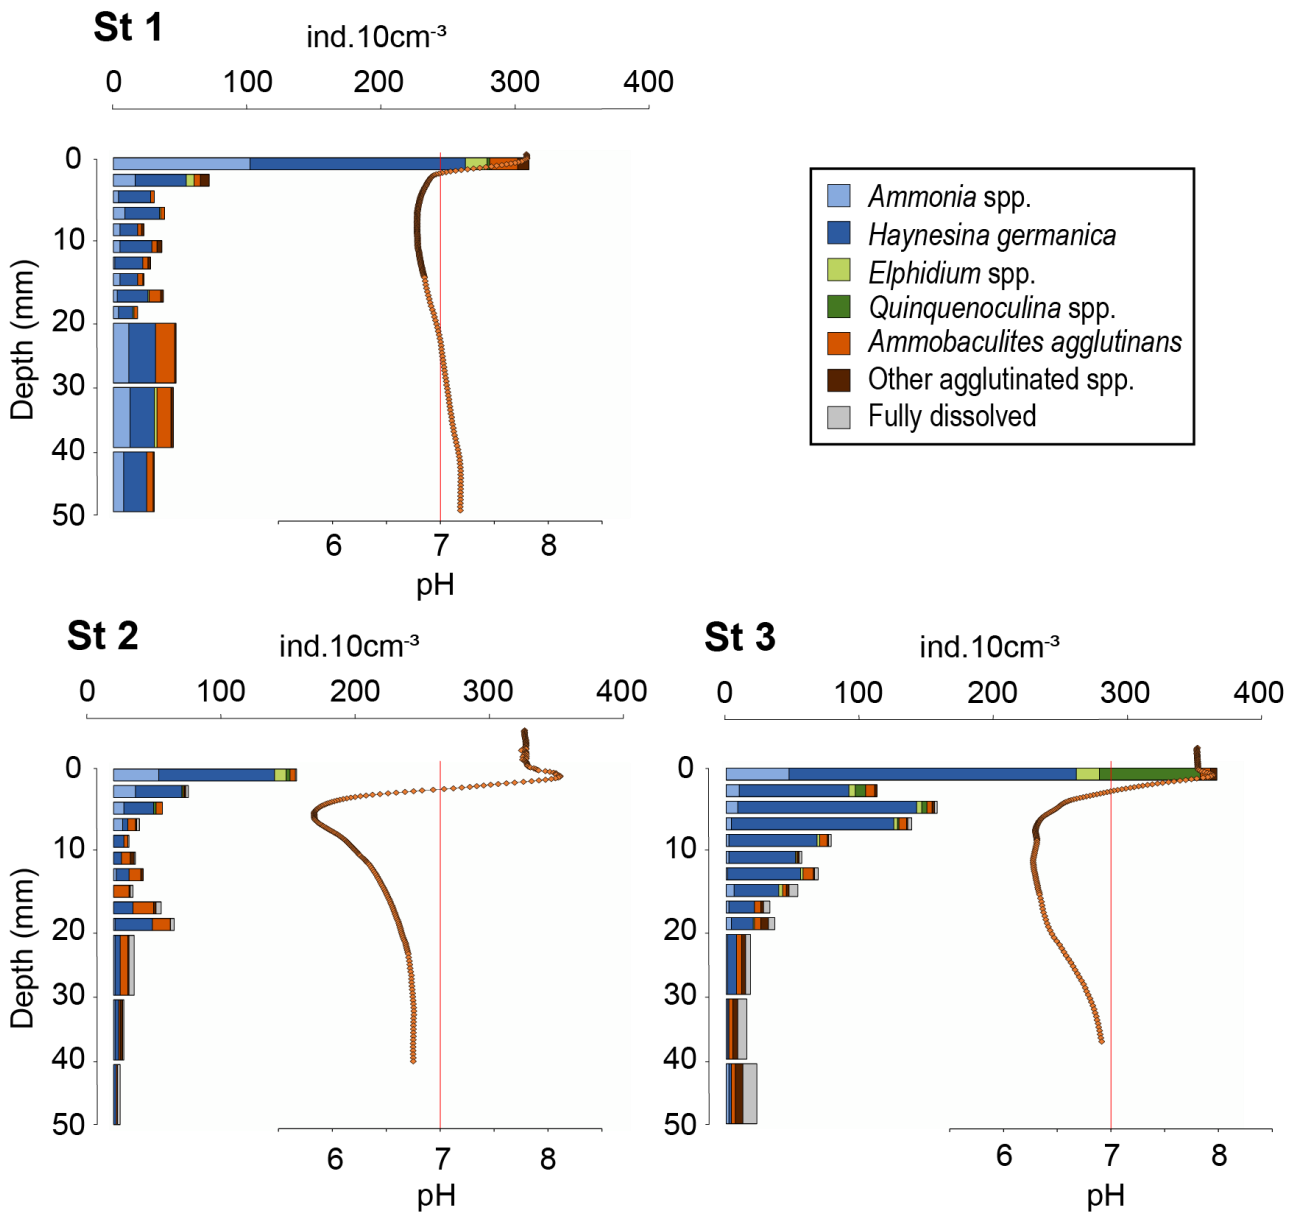 St 1
ind.10cm⁻³
0 100 200 300 400
Depth (mm)
0
10
20
30
40
50
6 7 8
pH
Ammonia spp.
Haynesina germanica
Elphidium spp.
Quinquenoculina spp.
Ammobaculites agglutinans
Other agglutinated spp.
Fully dissolved
St 2
ind.10cm⁻³
0 100 200 300 400
Depth (mm)
0
10
20
30
40
50
6 7 8
pH
St 3
ind.10cm⁻³
0 100 200 300 400
0
10
20
30
40
50
6 7 8
pH